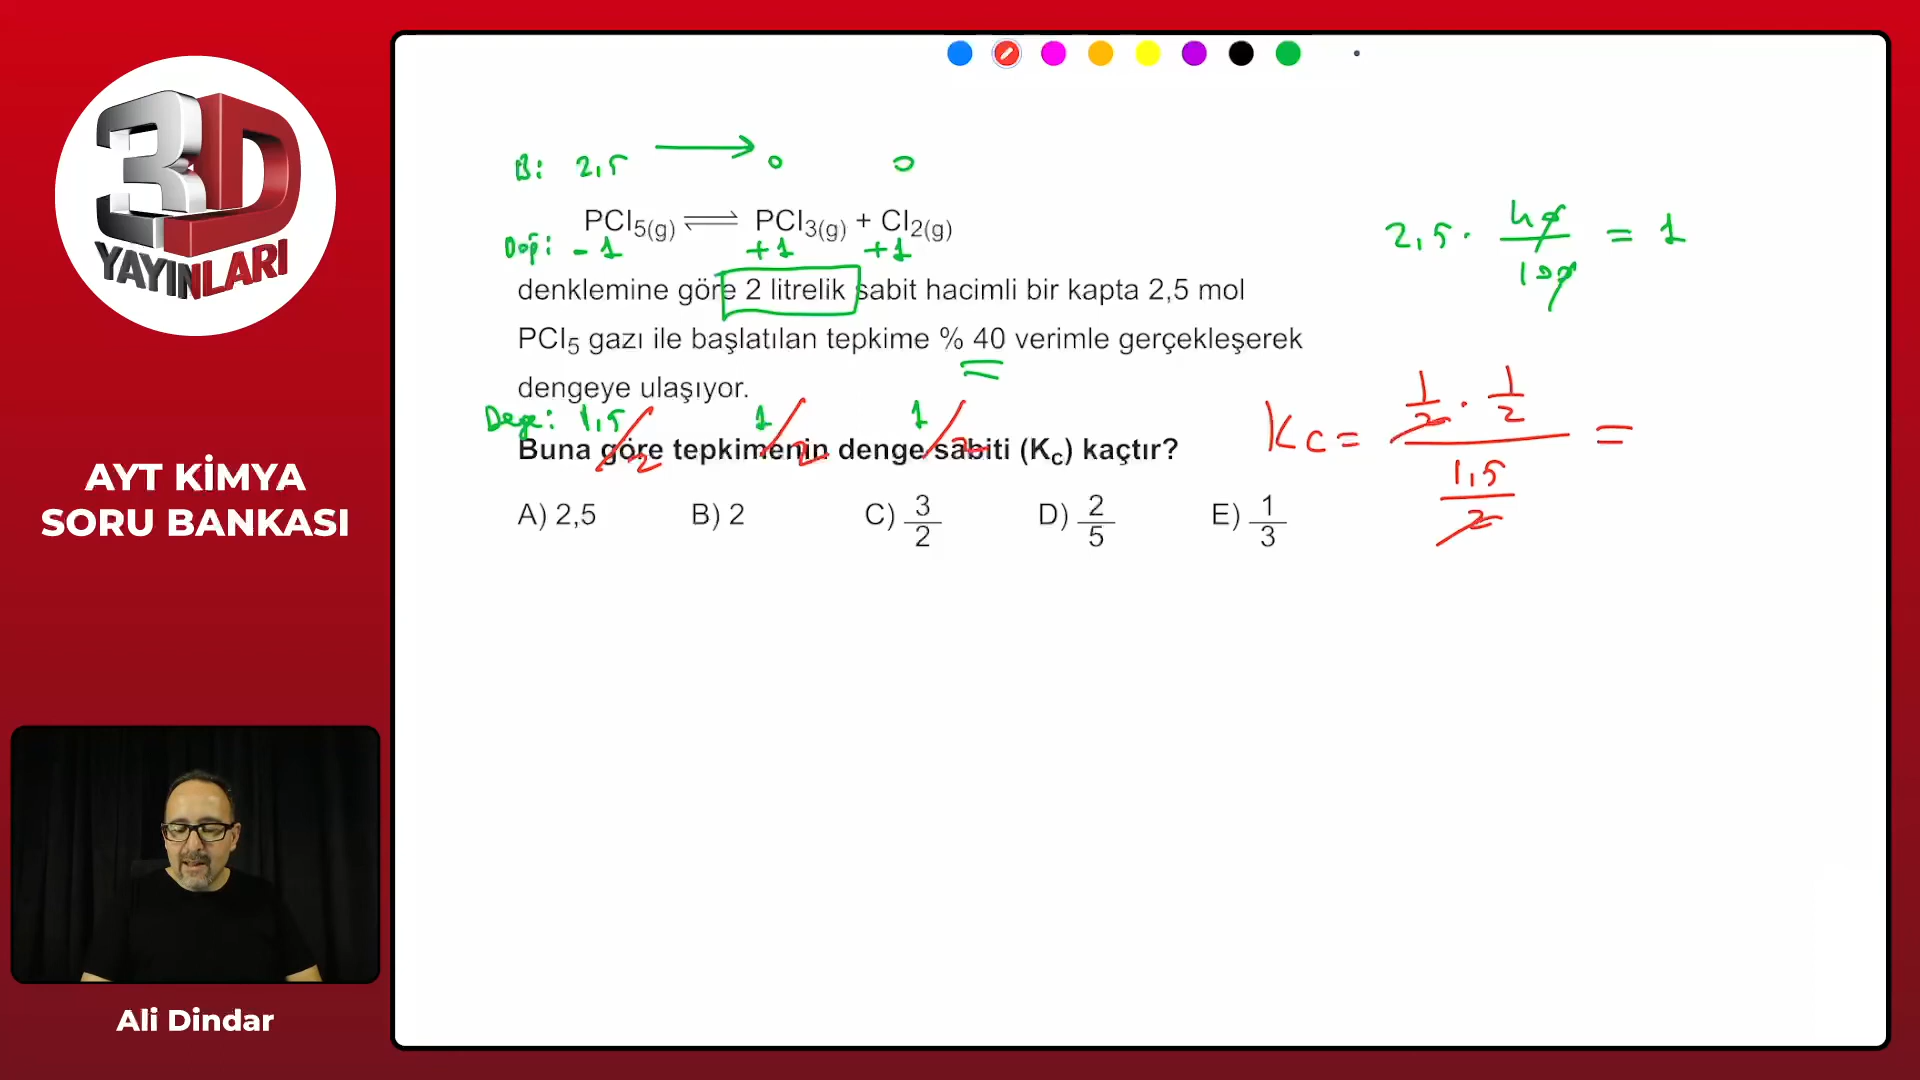 3D
YAYINLARI
AYT KİMYA
SORU BANKASI
Ali Dindar
B: 2,5 → 0 0
PCl5(g) ⇌ PCl3(g) + Cl2(g)
Değ: -1 +1 +1
denklemine göre 2 litrelik sabit hacimli bir kapta 2,5 mol
PCl5 gazı ile başlatılan tepkime % 40 verimle gerçekleşerek
dengeye ulaşıyor.
Denge: 1,5/2 1/2 1/2
Buna göre tepkimenin denge sabiti (Kc) kaçtır?
A) 2,5 B) 2 C) 3/2 D) 2/5 E) 1/3
2,5 · 40/100 = 1
Kc = (1/2 · 1/2)/(1,5/2) =